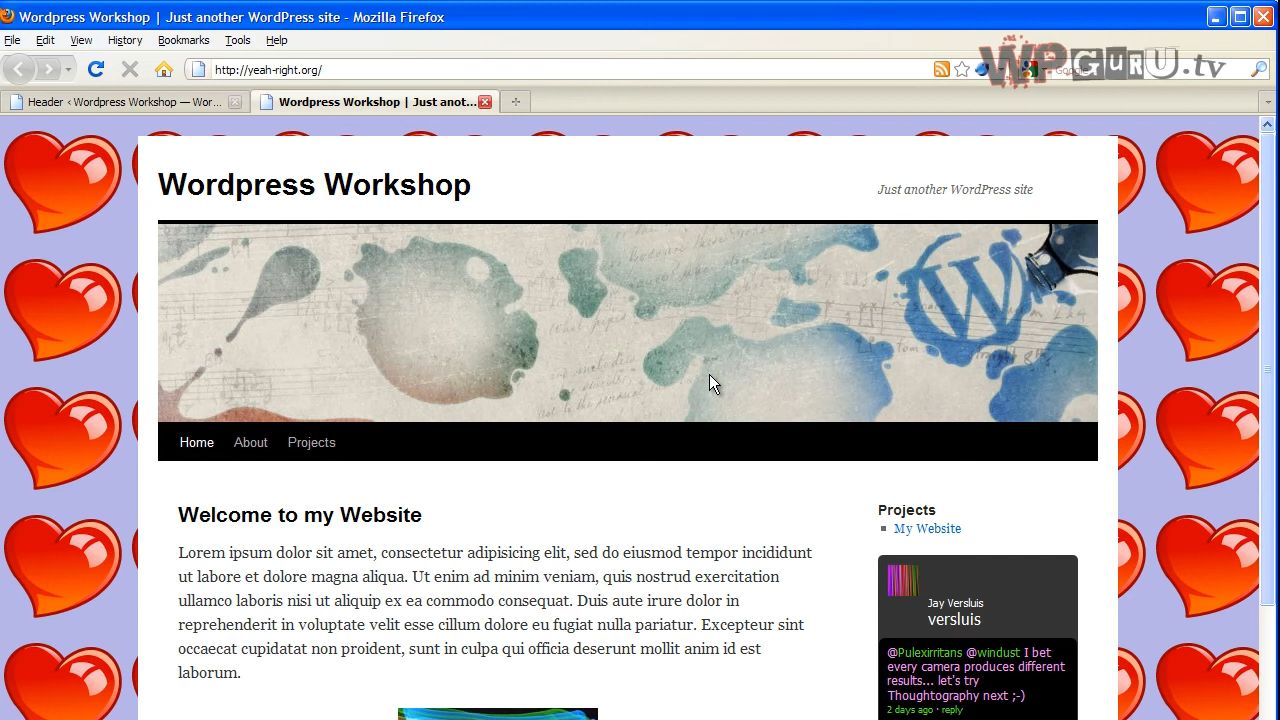 Wordpress Workshop | Just another WordPress site - Mozilla Firefox
File Edit View History Bookmarks Tools Help
http://yeah-right.org/
WPGURU.tv
Header ‹ Wordpress Workshop — Wor...
Wordpress Workshop | Just anot...
Wordpress Workshop
Just another WordPress site
W
Home About Projects
Welcome to my Website
Lorem ipsum dolor sit amet, consectetur adipisicing elit, sed do eiusmod tempor incididunt
ut labore et dolore magna aliqua. Ut enim ad minim veniam, quis nostrud exercitation
ullamco laboris nisi ut aliquip ex ea commodo consequat. Duis aute irure dolor in
reprehenderit in voluptate velit esse cillum dolore eu fugiat nulla pariatur. Excepteur sint
occaecat cupidatat non proident, sunt in culpa qui officia deserunt mollit anim id est
laborum.
Projects
My Website
Jay Versluis
versluis
@Pulexirritans @windust I bet
every camera produces different
results... let's try
Thoughtography next ;-)
2 days ago · reply